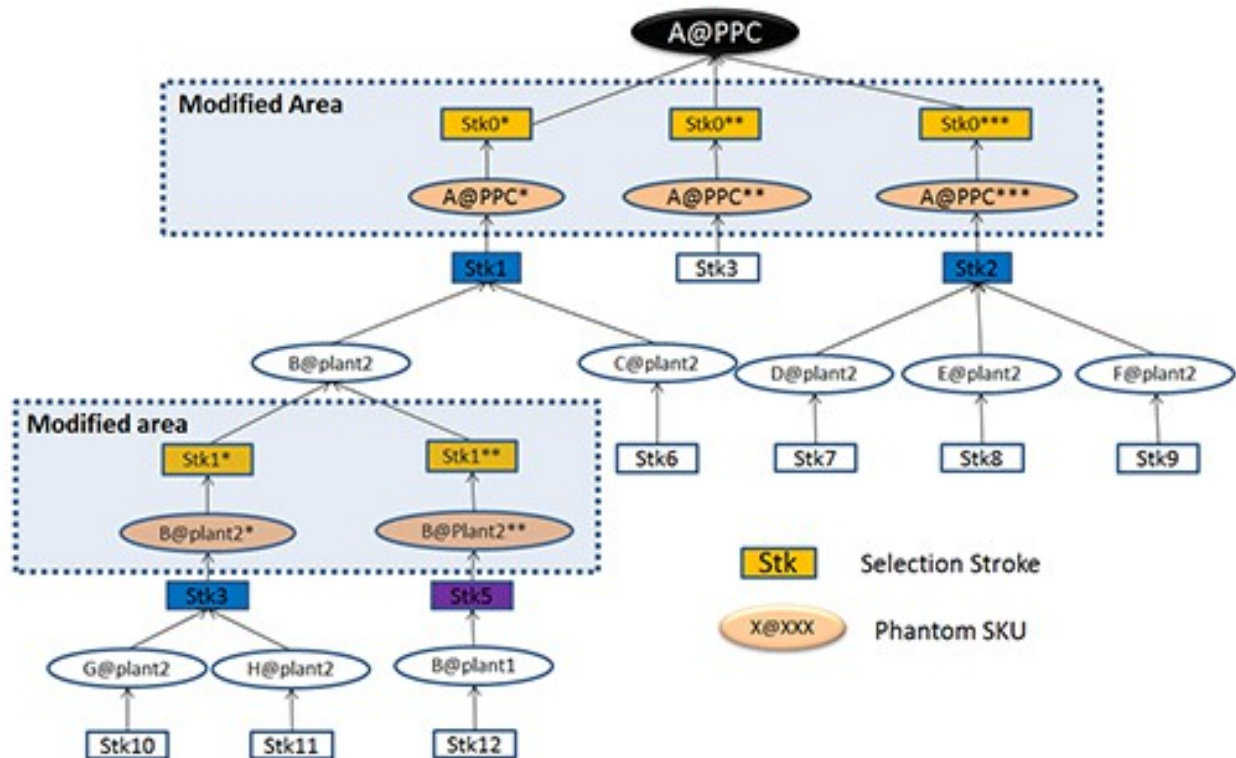 A@PPC
Modified Area
Stk0* Stk0** Stk0***
A@PPC* A@PPC** A@PPC***
Stk1 Stk3 Stk2
B@plant2 C@plant2 D@plant2 E@plant2 F@plant2
Modified area
Stk1* Stk1** Stk6 Stk7 Stk8 Stk9
B@plant2* B@Plant2**
Stk Selection Stroke
Stk3 Stk5
X@XXX Phantom SKU
G@plant2 H@plant2 B@plant1
Stk10 Stk11 Stk12